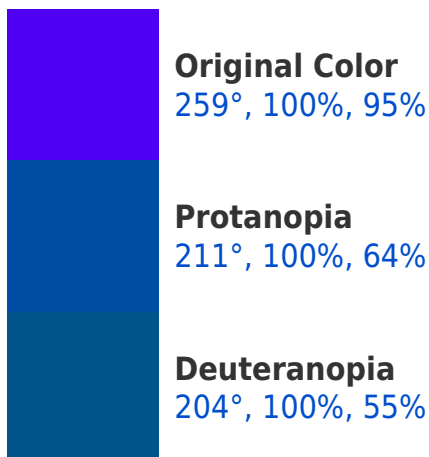 Original Color
259°, 100%, 95%
Protanopia
211°, 100%, 64%
Deuteranopia
204°, 100%, 55%